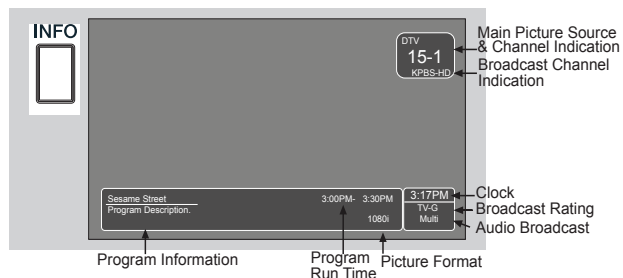 INFO
DTV
15-1
KPBS-HD
Main Picture Source
& Channel Indication
Broadcast Channel
Indication
Sesame Street
Program Description.
3:00PM- 3:30PM
1080i
3:17PM
TV-G
Multi
Clock
Broadcast Rating
Audio Broadcast
Program Information
Program
Run Time
Picture Format